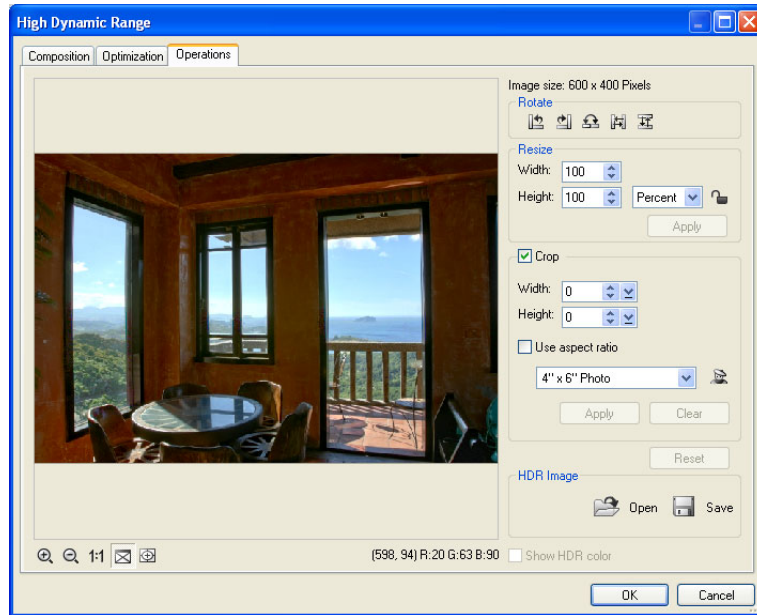 High Dynamic Range
Composition Optimization Operations
Image size: 600 x 400 Pixels
Rotate
Resize
Width: 100
Height: 100 Percent
Apply
Crop
Width: 0
Height: 0
Use aspect ratio
4" x 6" Photo
Apply Clear
Reset
HDR Image
Open Save
1:1 (598, 94) R:20 G:63 B:90 Show HDR color
OK Cancel